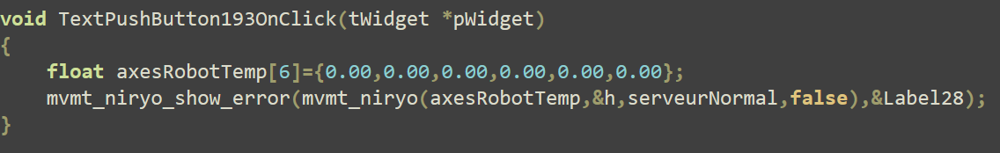 void TextPushButton193OnClick(tWidget *pWidget)
{
    float axesRobotTemp[6]={0.00,0.00,0.00,0.00,0.00,0.00};
    mvmt_niryo_show_error(mvmt_niryo(axesRobotTemp,&h,serveurNormal,false),&Label28);
}